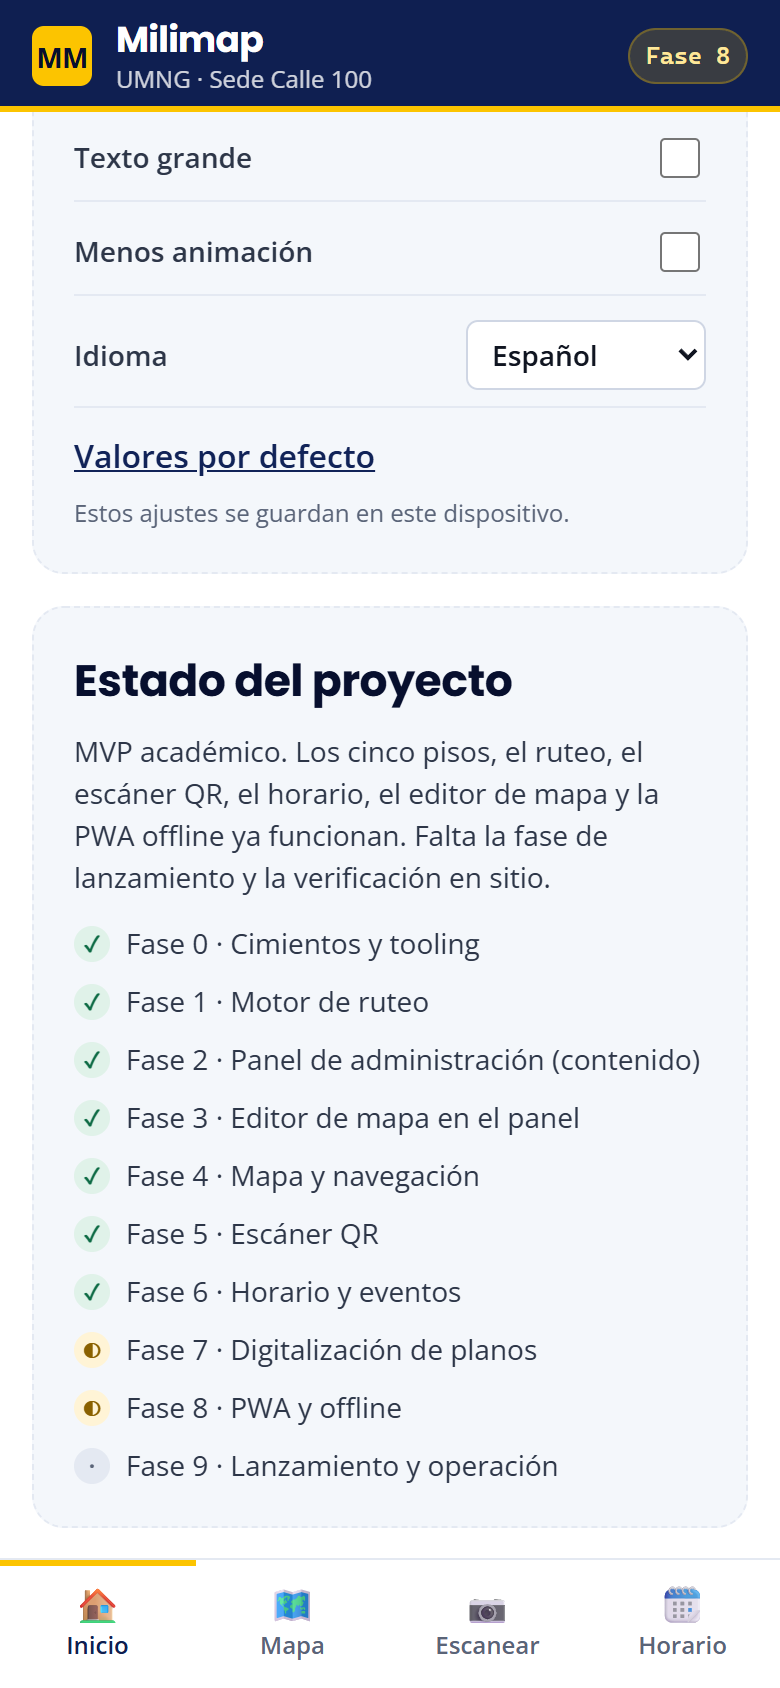 MM
Milimap
UMNG · Sede Calle 100
Fase 8
Texto grande
Menos animación
Idioma
Español
Valores por defecto
Estos ajustes se guardan en este dispositivo.
Estado del proyecto
MVP académico. Los cinco pisos, el ruteo, el
escáner QR, el horario, el editor de mapa y la
PWA offline ya funcionan. Falta la fase de
lanzamiento y la verificación en sitio.
✓ Fase 0 · Cimientos y tooling
✓ Fase 1 · Motor de ruteo
✓ Fase 2 · Panel de administración (contenido)
✓ Fase 3 · Editor de mapa en el panel
✓ Fase 4 · Mapa y navegación
✓ Fase 5 · Escáner QR
✓ Fase 6 · Horario y eventos
◐ Fase 7 · Digitalización de planos
◐ Fase 8 · PWA y offline
· Fase 9 · Lanzamiento y operación
Inicio
Mapa
Escanear
Horario